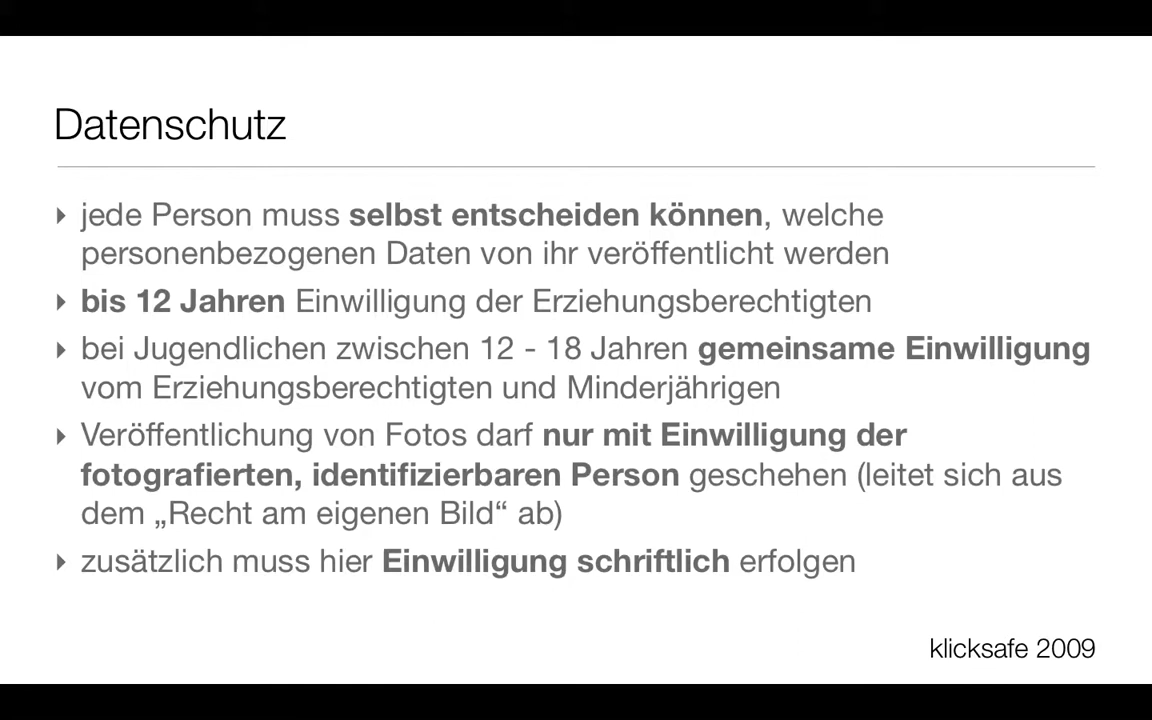 Datenschutz
‣ jede Person muss selbst entscheiden können, welche
personenbezogenen Daten von ihr veröffentlicht werden
‣ bis 12 Jahren Einwilligung der Erziehungsberechtigten
‣ bei Jugendlichen zwischen 12 - 18 Jahren gemeinsame Einwilligung
vom Erziehungsberechtigten und Minderjährigen
‣ Veröffentlichung von Fotos darf nur mit Einwilligung der
fotografierten, identifizierbaren Person geschehen (leitet sich aus
dem „Recht am eigenen Bild“ ab)
‣ zusätzlich muss hier Einwilligung schriftlich erfolgen
klicksafe 2009